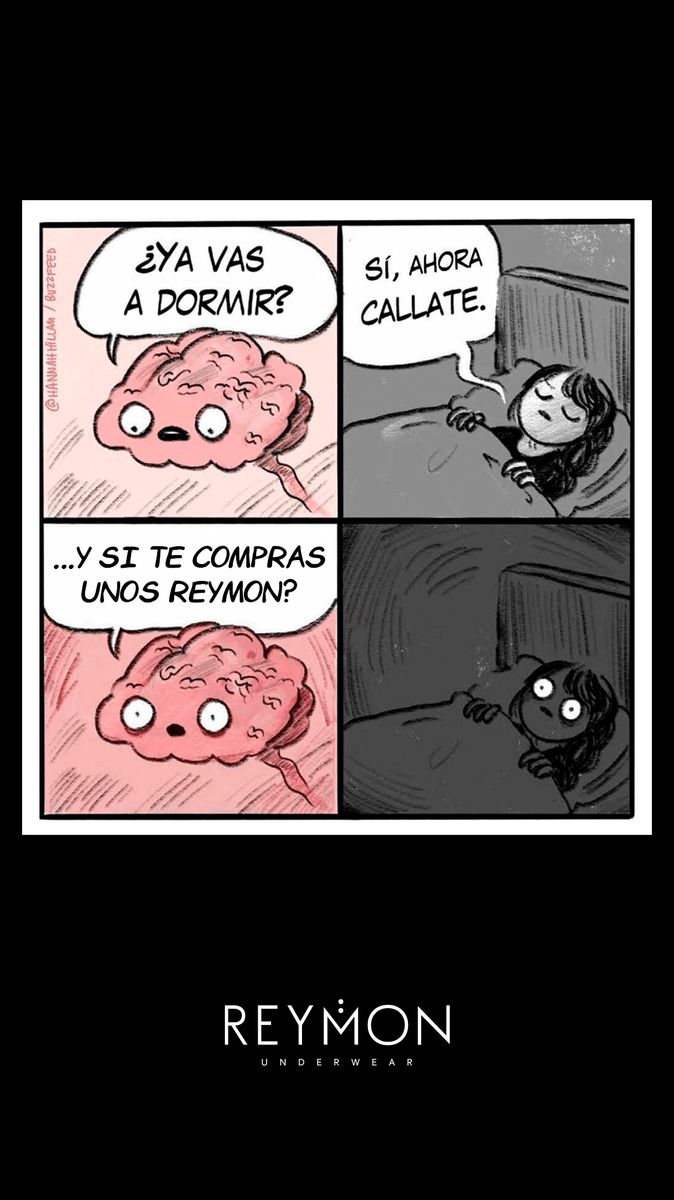 @HANNAHHILLAM / BUZZFEED
¿YA VAS
A DORMIR?
SÍ, AHORA
CALLATE.
...Y SI TE COMPRAS
UNOS REYMON?
REYMON
UNDERWEAR